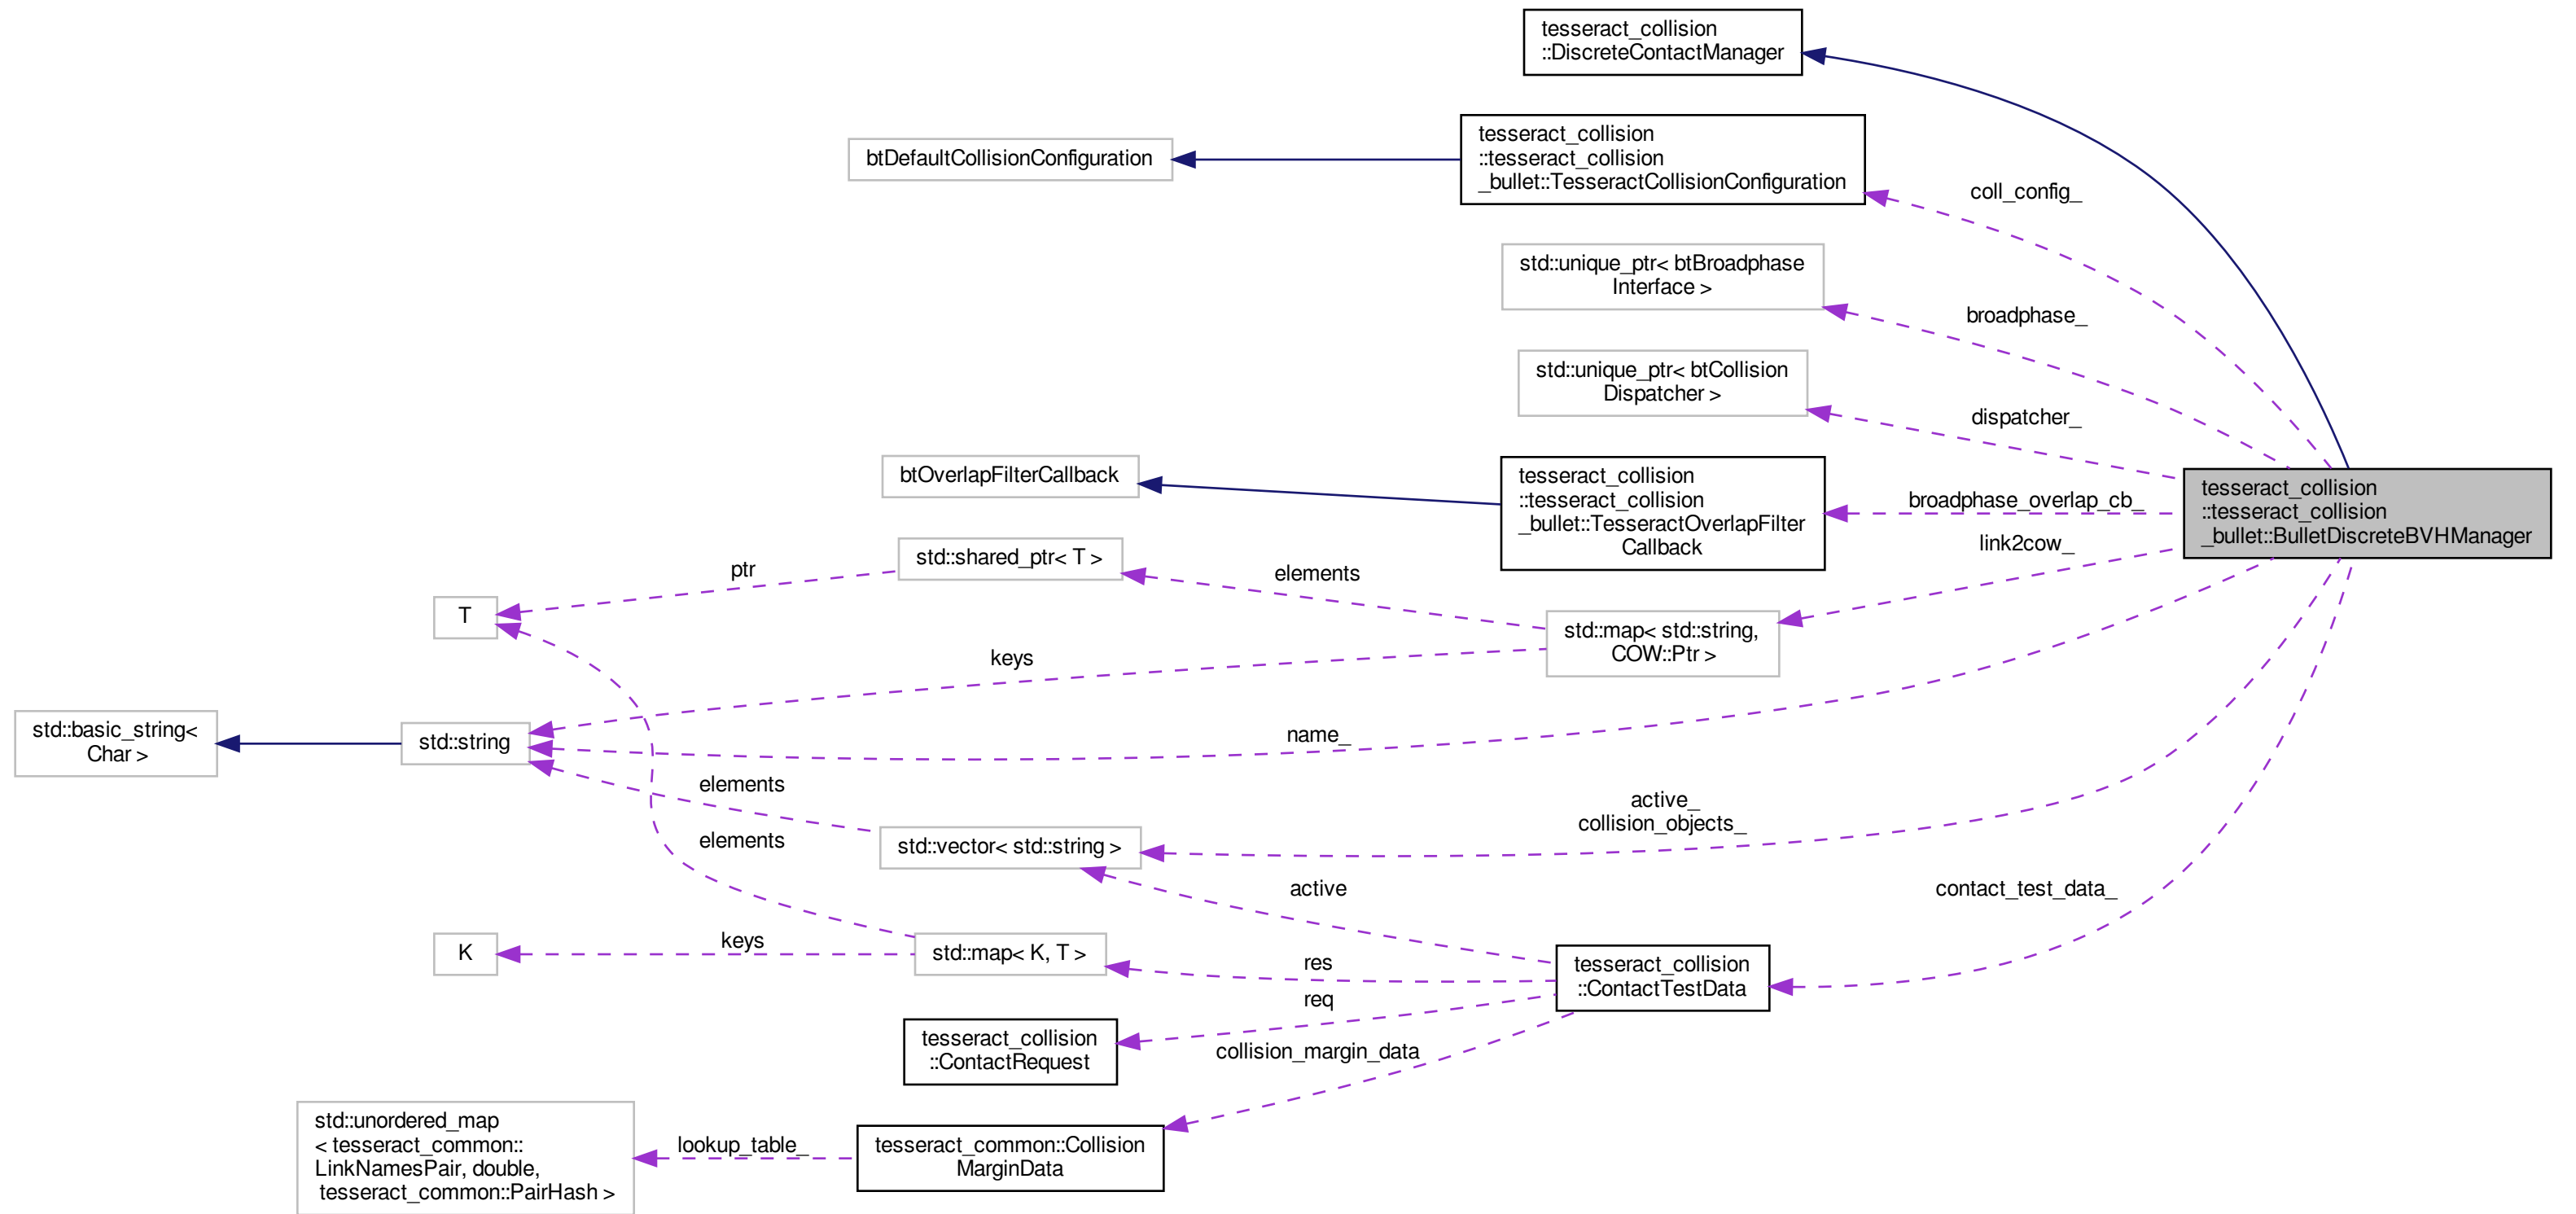 tesseract_collision
::DiscreteContactManager
btDefaultCollisionConfiguration
tesseract_collision
::tesseract_collision
_bullet::TesseractCollisionConfiguration
coll_config_
std::unique_ptr< btBroadphase
Interface >
broadphase_
std::unique_ptr< btCollision
Dispatcher >
dispatcher_
btOverlapFilterCallback
tesseract_collision
::tesseract_collision
_bullet::TesseractOverlapFilter
Callback
broadphase_overlap_cb_
tesseract_collision
::tesseract_collision
_bullet::BulletDiscreteBVHManager
link2cow_
std::shared_ptr< T >
elements
ptr
T
std::map< std::string,
COW::Ptr >
keys
std::basic_string<
Char >
std::string
name_
elements
active_
collision_objects_
elements
std::vector< std::string >
active
contact_test_data_
K
keys
std::map< K, T >
res
tesseract_collision
::ContactTestData
req
tesseract_collision
::ContactRequest
collision_margin_data
std::unordered_map
< tesseract_common::
LinkNamesPair, double,
tesseract_common::PairHash >
lookup_table_
tesseract_common::Collision
MarginData